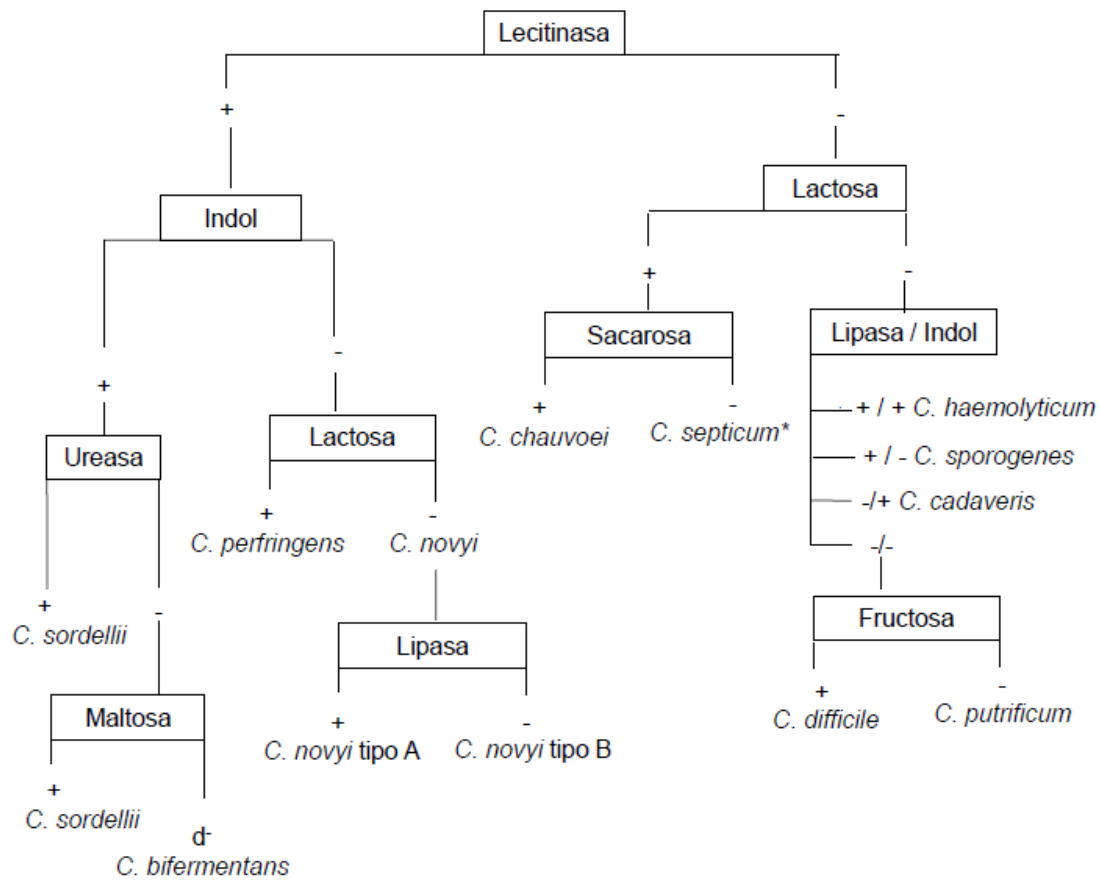 Lecitinasa
+
-
Indol
Lactosa
+
-
+
-
Ureasa
Lactosa
Sacarosa
Lipasa / Indol
+
C. chauvoei
-
C. septicum*
+ / + C. haemolyticum
+ / - C. sporogenes
-/+ C. cadaveris
-/-
+
C. perfringens
-
C. novyi
+
C. sordellii
-
Lipasa
Fructosa
+
C. difficile
-
C. putrificum
Maltosa
+
C. novyi tipo A
-
C. novyi tipo B
+
C. sordellii
d-
C. bifermentans